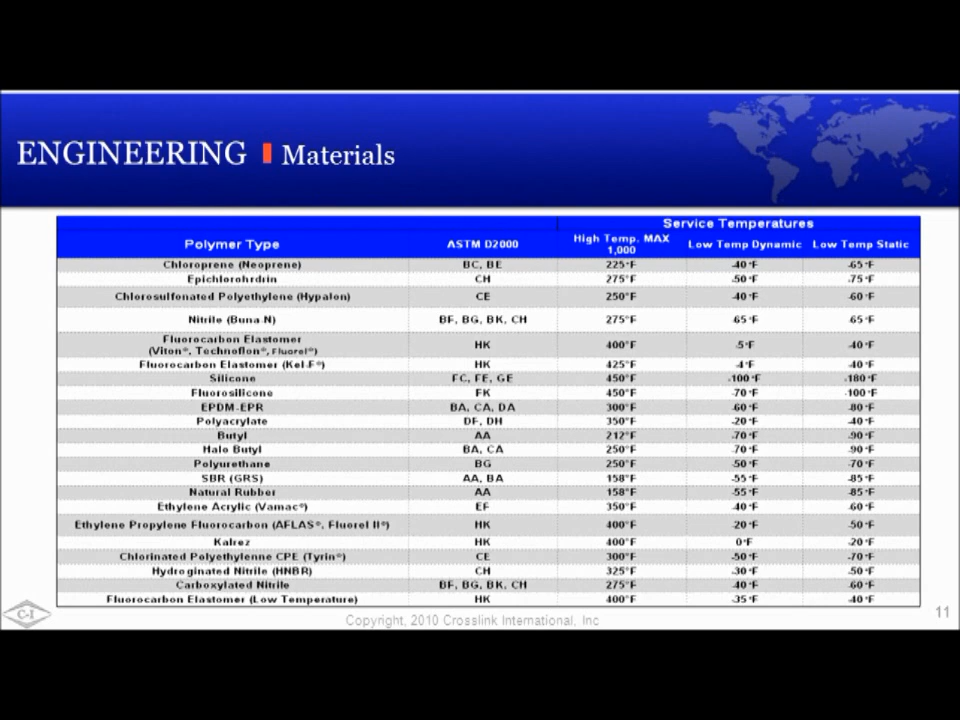 ENGINEERING Materials
Service Temperatures
Polymer Type ASTM D2000 High Temp. MAX 1,000 Low Temp Dynamic Low Temp Static
Chloroprene (Neoprene) BC, BE 225°F -40°F -65°F
Epichlorohrdrin CH 275°F -50°F -75°F
Chlorosulfonated Polyethylene (Hypalon) CE 250°F -40°F -60°F
Nitrile (Buna-N) BF, BG, BK, CH 275°F -65°F -65°F
Fluorocarbon Elastomer
(Viton®, Technoflon®, Fluorel®) HK 400°F -5°F -40°F
Fluorocarbon Elastomer (Kel-F®) HK 425°F -4°F -40°F
Silicone FC, FE, GE 450°F -100°F -180°F
Fluorosilicone FK 450°F -70°F -100°F
EPDM-EPR BA, CA, DA 300°F -60°F -80°F
Polyacrylate DF, DH 350°F -20°F -40°F
Butyl AA 212°F -70°F -90°F
Halo Butyl BA, CA 250°F -70°F -90°F
Polyurethane BG 250°F -50°F -70°F
SBR (GRS) AA, BA 158°F -55°F -85°F
Natural Rubber AA 158°F -55°F -85°F
Ethylene Acrylic (Vamac®) EF 350°F -40°F -60°F
Ethylene Propylene Fluorocarbon (AFLAS®, Fluorel II®) HK 400°F -20°F -50°F
Kalrez HK 400°F 0°F -20°F
Chlorinated Polyethylenne CPE (Tyrin®) CE 300°F -50°F -70°F
Hydroginated Nitrile (HNBR) CH 325°F -30°F -50°F
Carboxylated Nitrile BF, BG, BK, CH 275°F -40°F -60°F
Fluorocarbon Elastomer (Low Temperature) HK 400°F -35°F -40°F
C-I
Copyright, 2010 Crosslink International, Inc
11